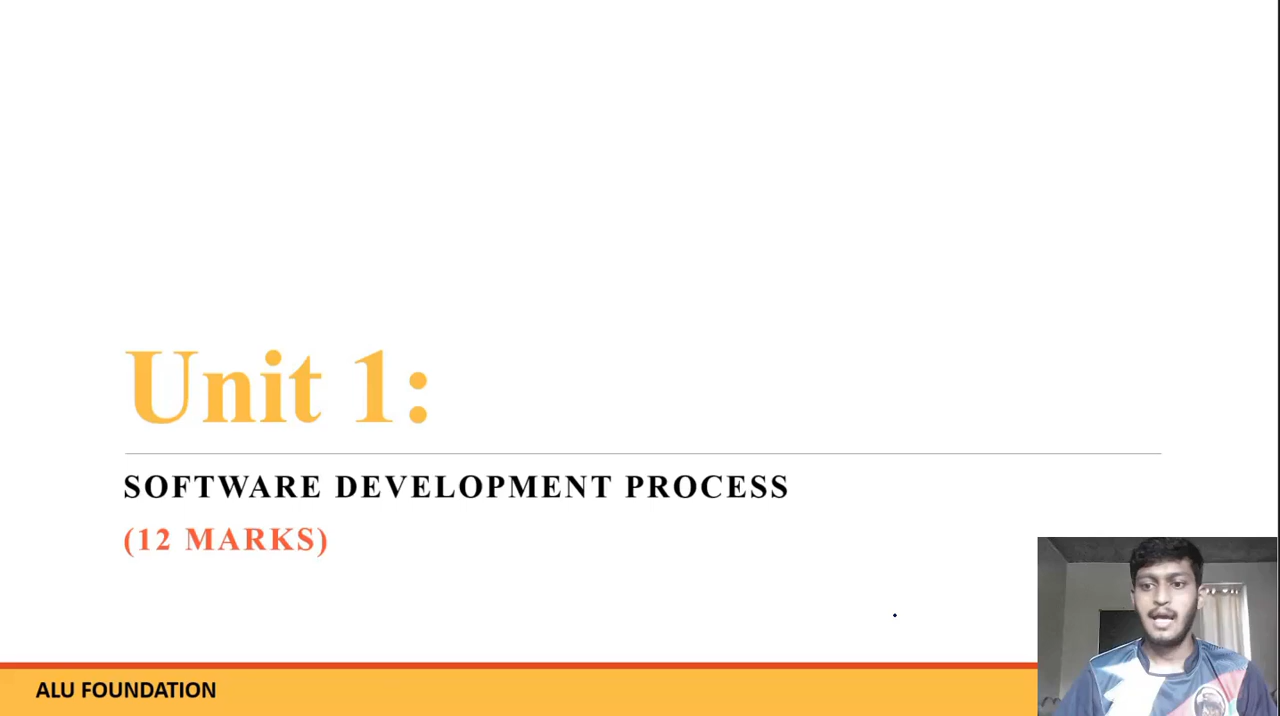 Unit 1:
SOFTWARE DEVELOPMENT PROCESS
(12 MARKS)
ALU FOUNDATION